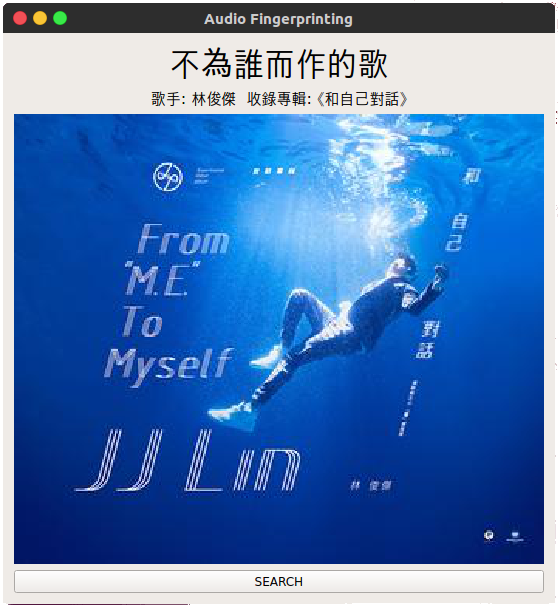 Audio Fingerprinting
不為誰而作的歌
歌手: 林俊傑 收錄專輯:《和自己對話》
From
"M.E."
To
Myself
JJ Lin
和
自
己
對
話
林 俊傑
SEARCH